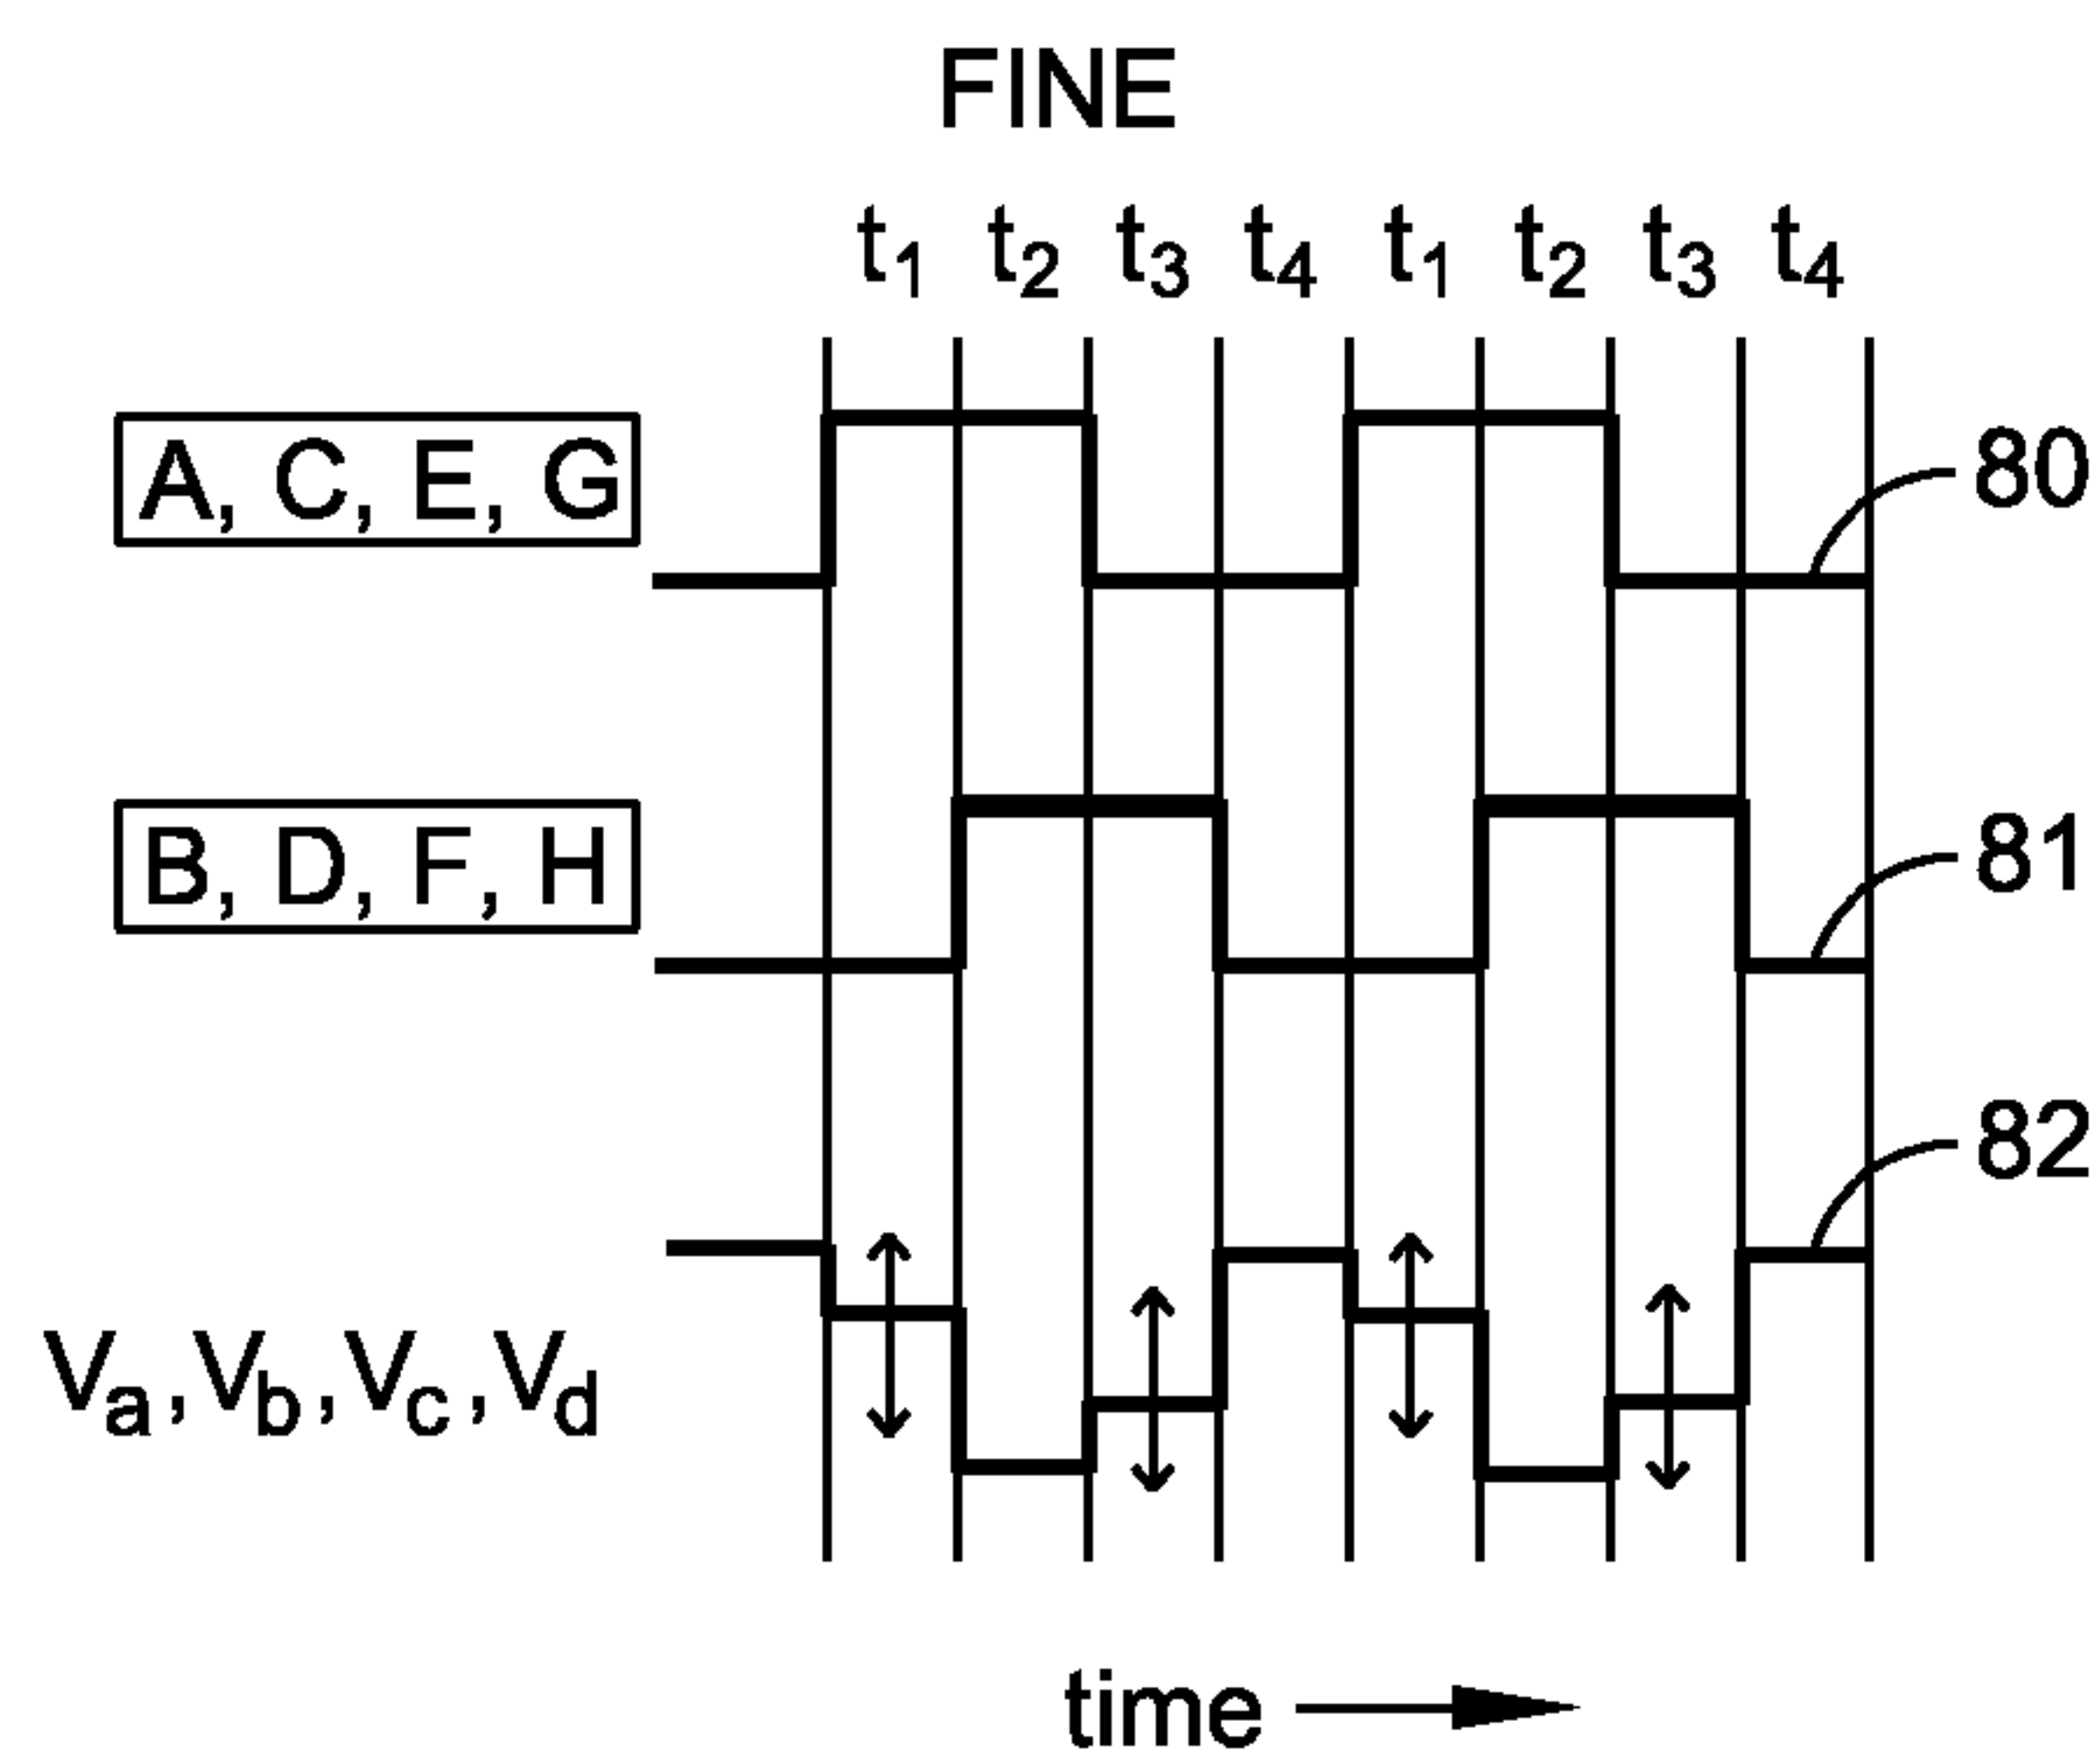 FINE
t1 t2 t3 t4 t1 t2 t3 t4
A, C, E, G
80
B, D, F, H
81
82
Va,Vb,Vc,Vd
time